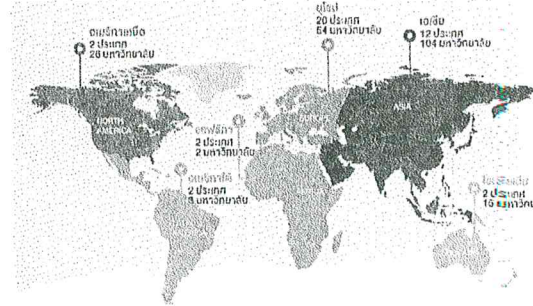 อเมริกาเหนือ
2 ประเทศ
26 มหาวิทยาลัย
ยุโรป
20 ประเทศ
54 มหาวิทยาลัย
เอเชีย
12 ประเทศ
104 มหาวิทยาลัย
NORTH
AMERICA
EUROPE
ASIA
แอฟริกา
2 ประเทศ
2 มหาวิทยาลัย
อเมริกาใต้
2 ประเทศ
มหาวิทยาลัย
2 ประเทศ